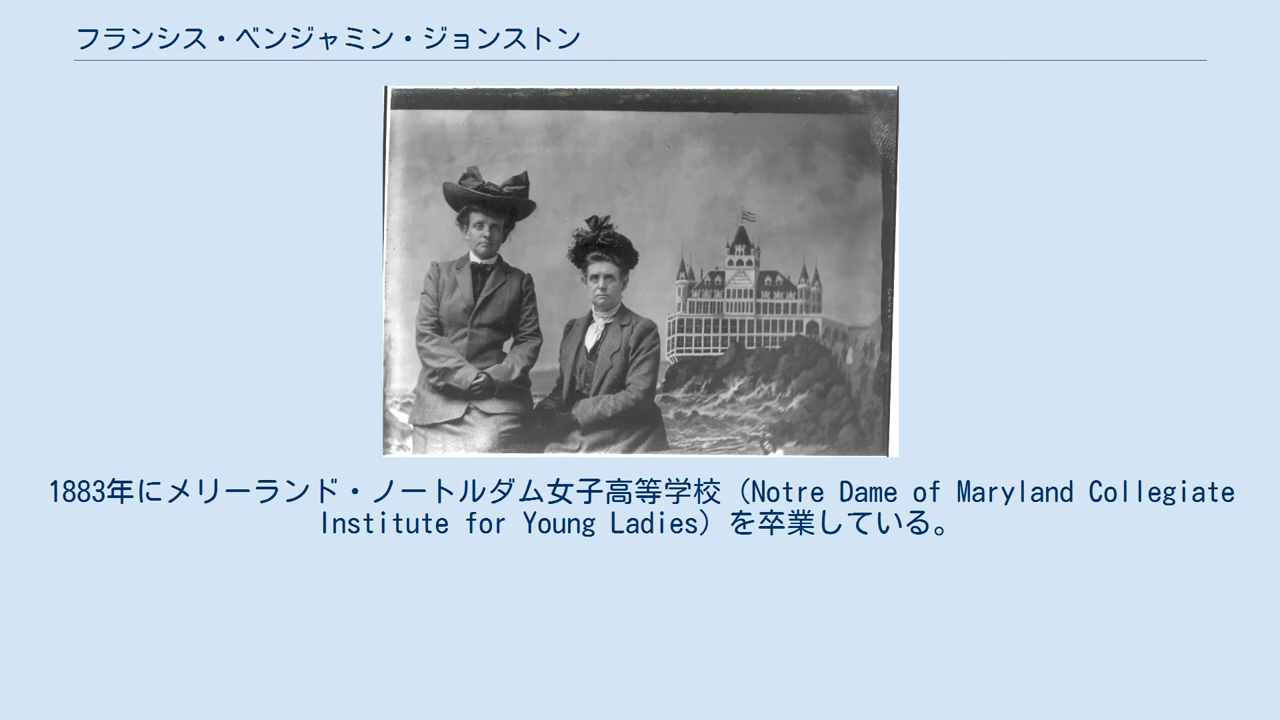 フランシス・ベンジャミン・ジョンストン
1883年にメリーランド・ノートルダム女子高等学校（Notre Dame of Maryland Collegiate
Institute for Young Ladies）を卒業している。